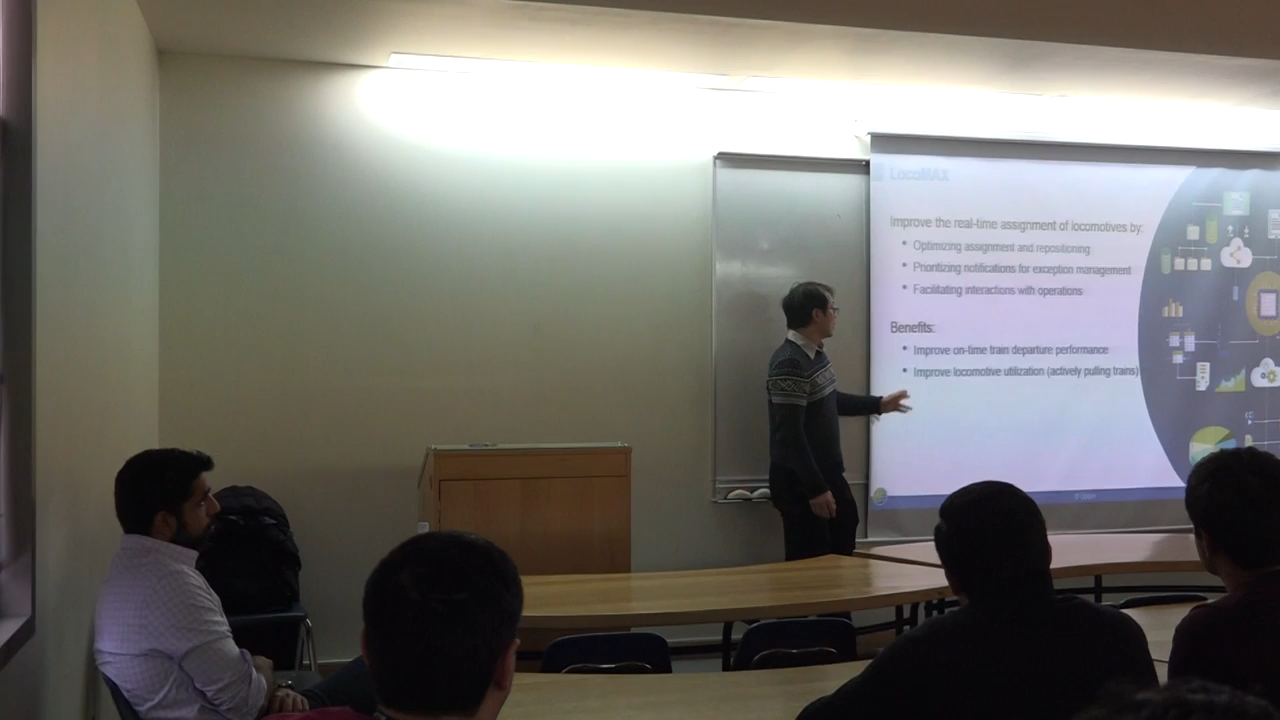 LocoMAX
Improve the real-time assignment of locomotives by:
• Optimizing assignment and repositioning
• Prioritizing notifications for exception management
• Facilitating interactions with operations
Benefits:
• Improve on-time train departure performance
• Improve locomotive utilization (actively pulling trains)